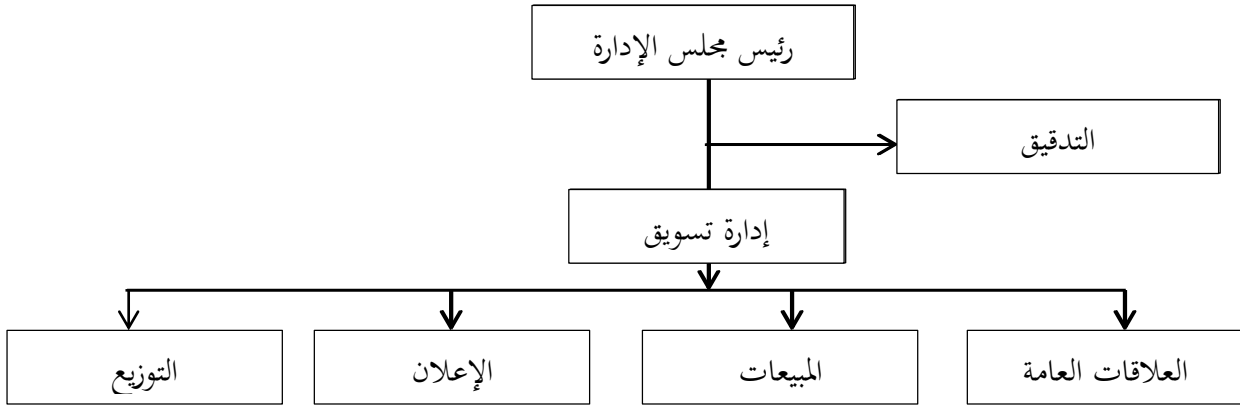 رئيس مجلس الإدارة
التدقيق
إدارة تسويق
العلاقات العامة
المبيعات
الإعلان
التوزيع